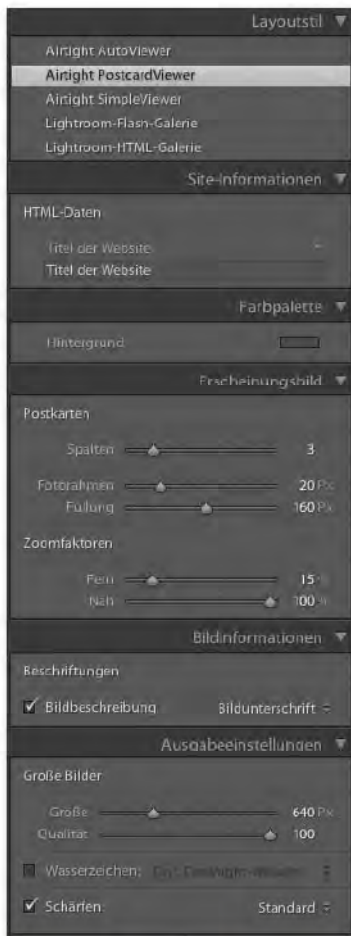 Layoutstil
Airtight AutoViewer
Airtight PostcardViewer
Airtight SimpleViewer
Lightroom-Flash-Galerie
Lightroom-HTML-Galerie
Site-Informationen
HTML-Daten
Titel der Website
Titel der Website
Farbpalette
Hintergrund
Erscheinungsbild
Postkarten
Spalten 3
Fotorahmen 20 Px
Füllung 160 Px
Zoomfaktoren
Fern 15 %
Nah 100 %
Bildinformationen
Beschriftungen
Bildbeschreibung Bildunterschrift
Ausgabeeinstellungen
Große Bilder
Größe 640 Px
Qualität 100
Wasserzeichen:
Schärfen: Standard